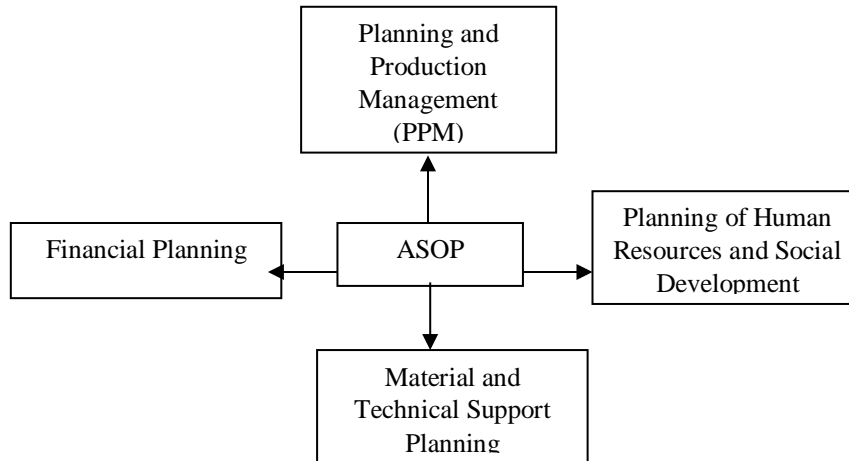 Planning and
Production
Management
(PPM)
Financial Planning
ASOP
Planning of Human
Resources and Social
Development
Material and
Technical Support
Planning